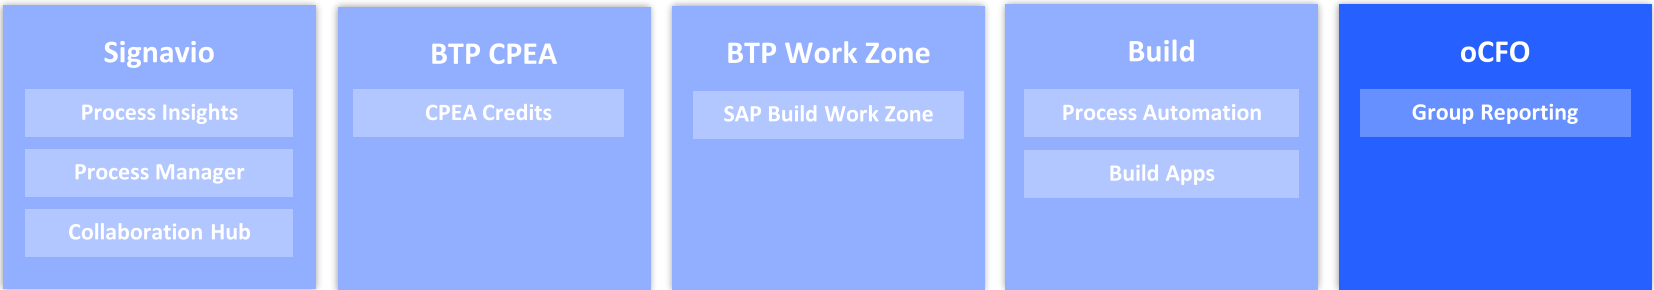 Signavio
Process Insights
Process Manager
Collaboration Hub
BTP CPEA
CPEA Credits
BTP Work Zone
SAP Build Work Zone
Build
Process Automation
Build Apps
oCFO
Group Reporting